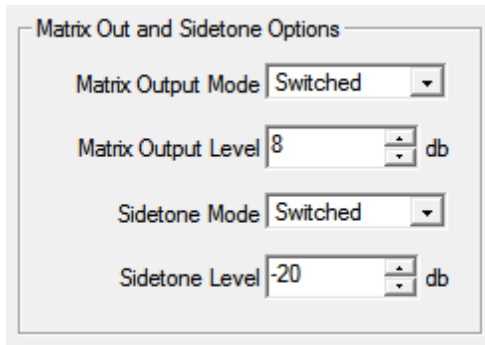 Matrix Out and Sidetone Options
Matrix Output Mode Switched
Matrix Output Level 8 db
Sidetone Mode Switched
Sidetone Level -20 db